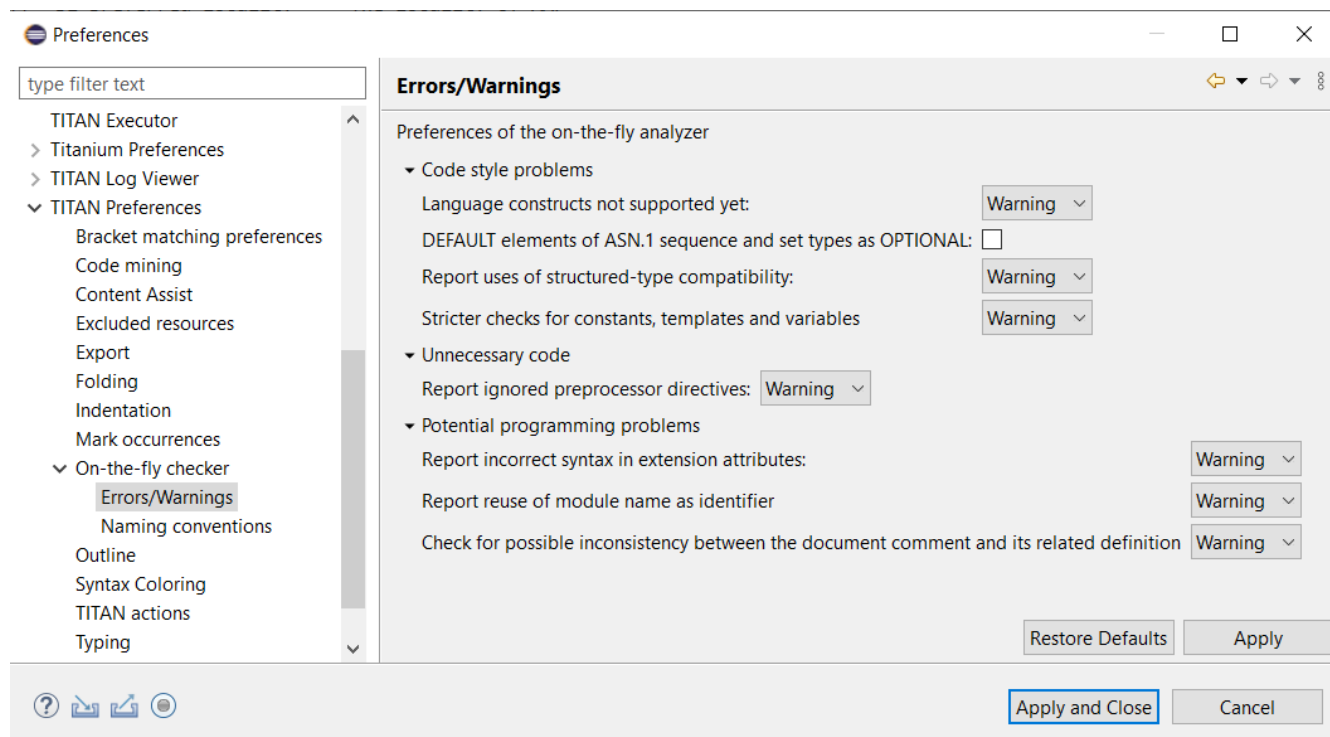 Preferences
type filter text
TITAN Executor
Titanium Preferences
TITAN Log Viewer
TITAN Preferences
Bracket matching preferences
Code mining
Content Assist
Excluded resources
Export
Folding
Indentation
Mark occurrences
On-the-fly checker
Errors/Warnings
Naming conventions
Outline
Syntax Coloring
TITAN actions
Typing
Errors/Warnings
Preferences of the on-the-fly analyzer
Code style problems
Language constructs not supported yet: Warning
DEFAULT elements of ASN.1 sequence and set types as OPTIONAL:
Report uses of structured-type compatibility: Warning
Stricter checks for constants, templates and variables Warning
Unnecessary code
Report ignored preprocessor directives: Warning
Potential programming problems
Report incorrect syntax in extension attributes: Warning
Report reuse of module name as identifier Warning
Check for possible inconsistency between the document comment and its related definition Warning
Restore Defaults Apply
Apply and Close Cancel